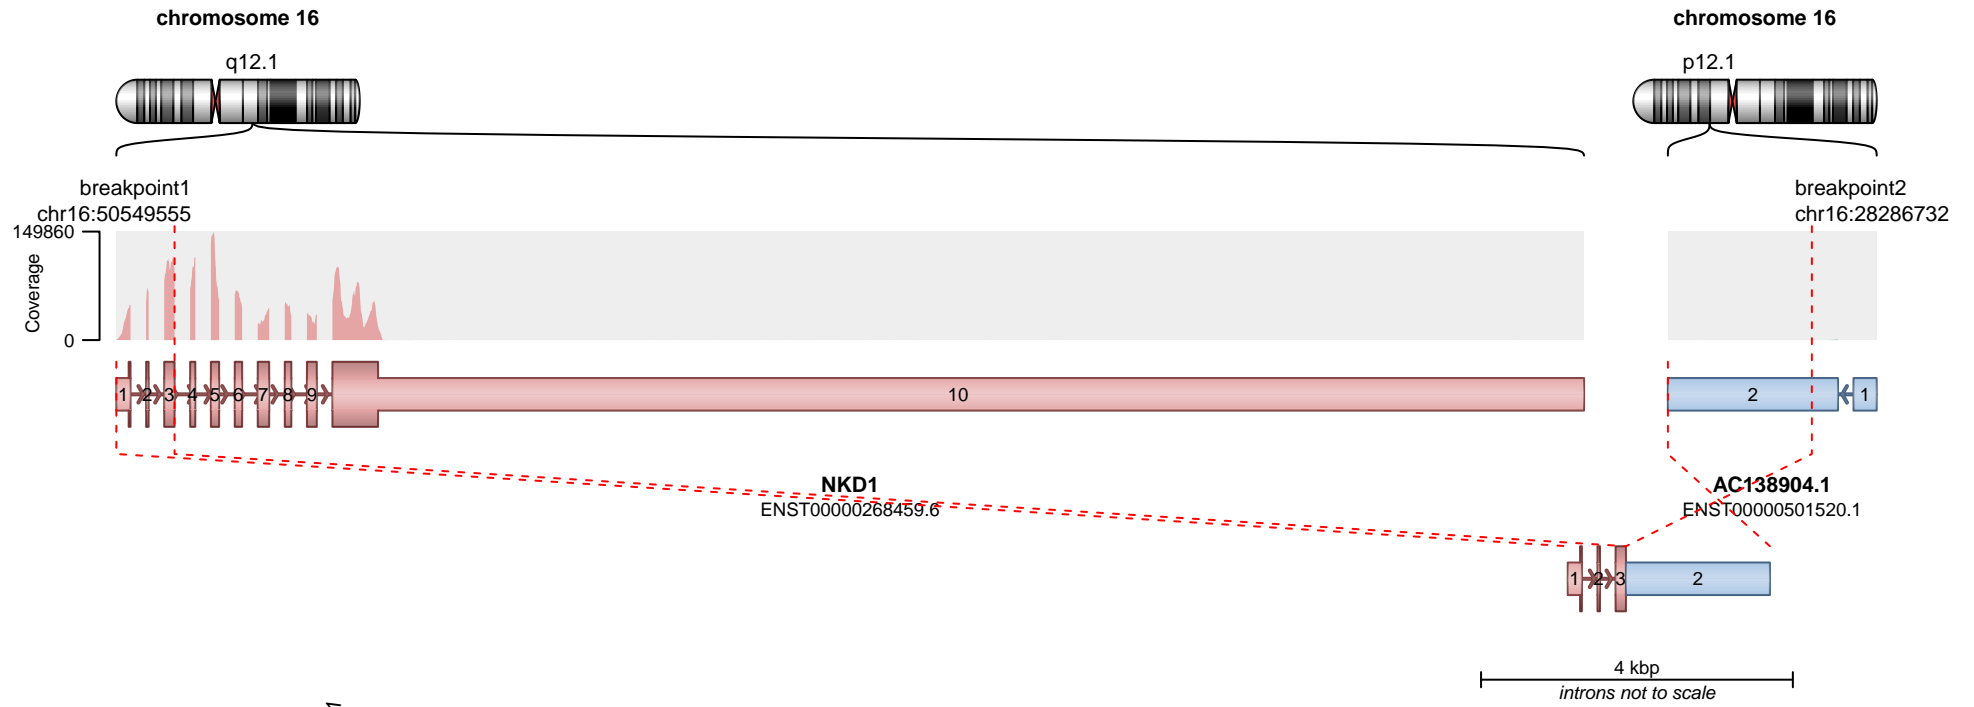 chromosome 16
chromosome 16
q12.1
p12.1
breakpoint1
chr16:50549555
breakpoint2
chr16:28286732
149860
Coverage
0
1 2 3 4 5 6 7 8 9 10
2 1
NKD1
ENST00000268459.6
AC138904.1
ENST00000501520.1
1 2 3 2
4 kbp
introns not to scale
1